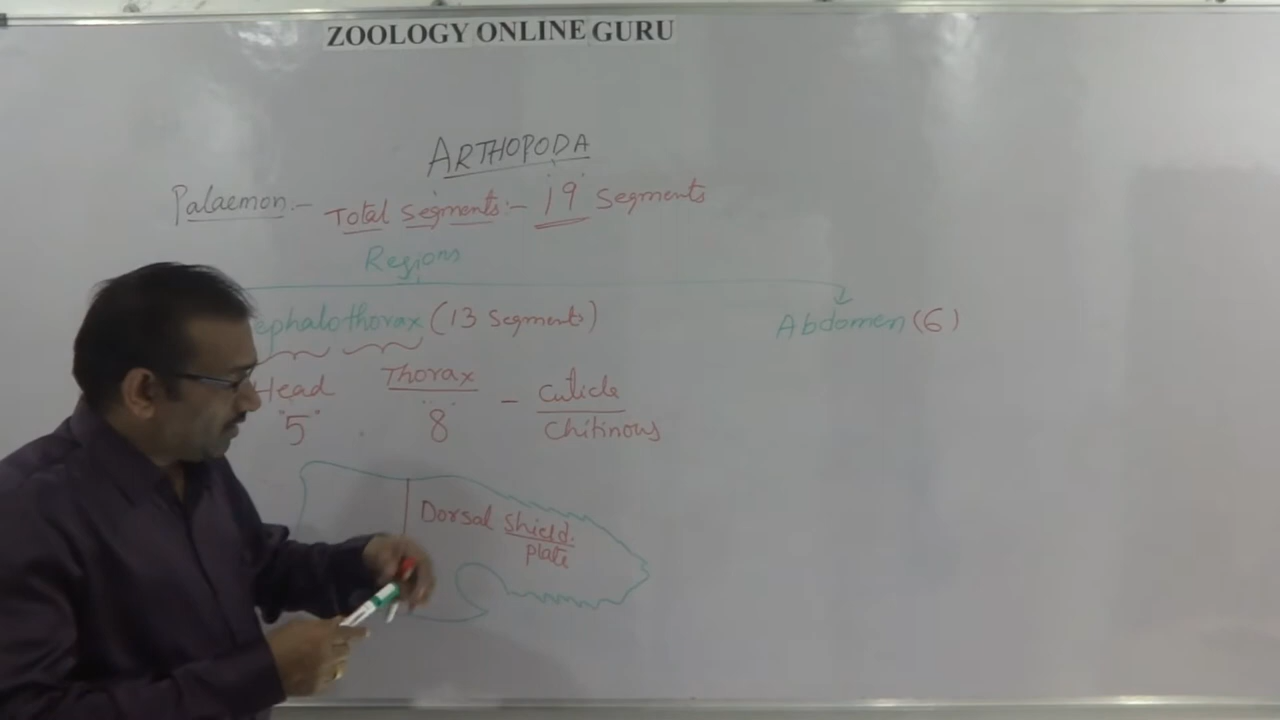 ZOOLOGY ONLINE GURU
ARTHOPODA
Palaemon:- Total Segments:- 19 Segments
Regions
ephalothorax (13 Segments) Abdomen (6)
Head Thorax - Cuticle
"5" 8 Chitinous
Dorsal Shield.
plate